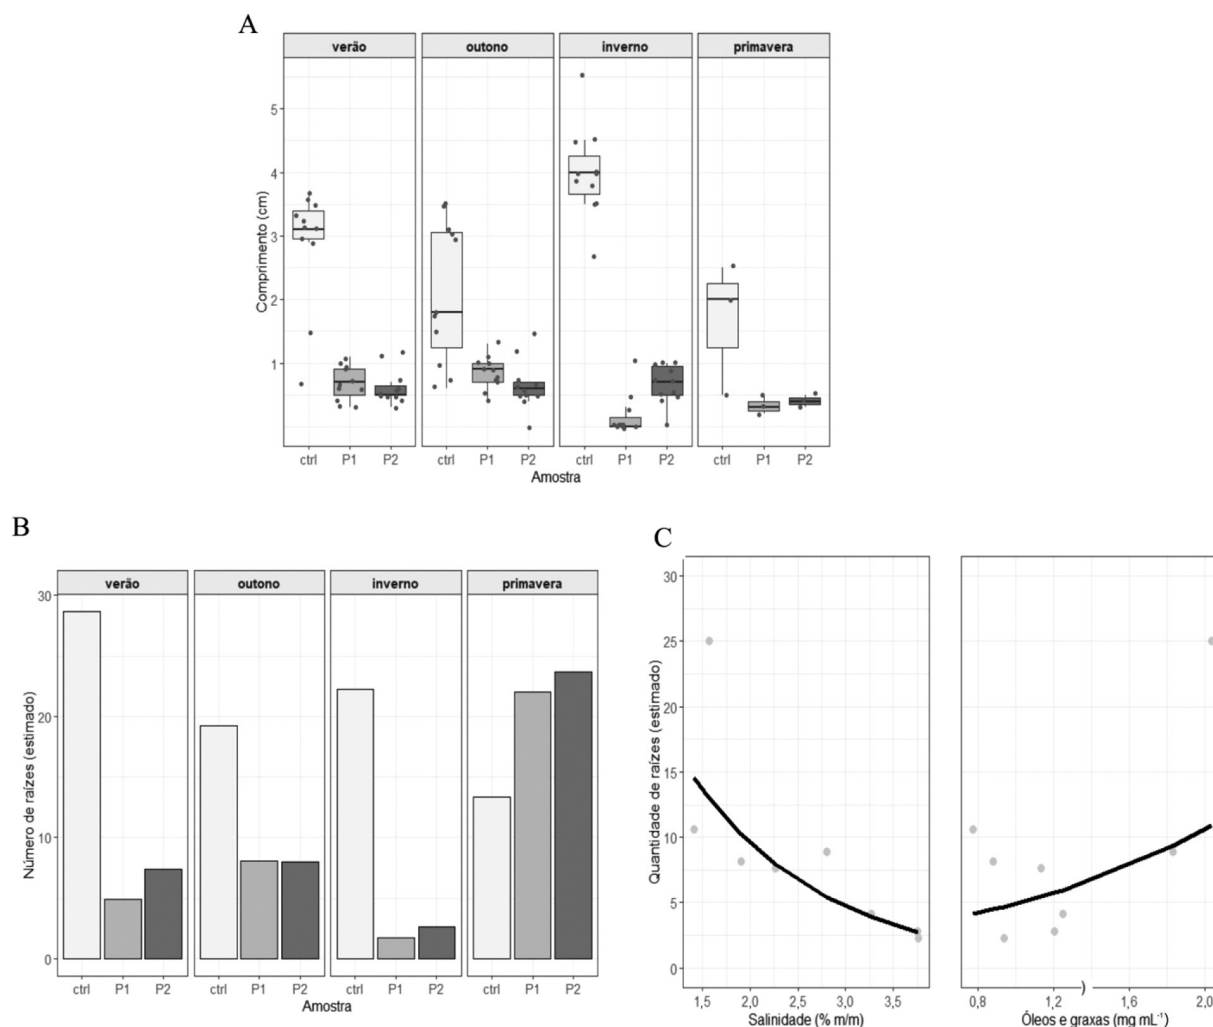 A
verão outono inverno primavera
5
4
3
2
1
Comprimento (cm)
ctrl P1 P2 ctrl P1 P2 ctrl P1 P2 ctrl P1 P2
Amostra
B
verão outono inverno primavera
30
20
10
0
Número de raízes (estimado)
ctrl P1 P2 ctrl P1 P2 ctrl P1 P2 ctrl P1 P2
Amostra
C
30
25
20
15
10
5
0
Quantidade de raízes (estimado)
1,5 2,0 2,5 3,0 3,5
Salinidade (% m/m)
0,8 1,2 ) 1,6 2,0
Óleos e graxas (mg mL⁻¹)